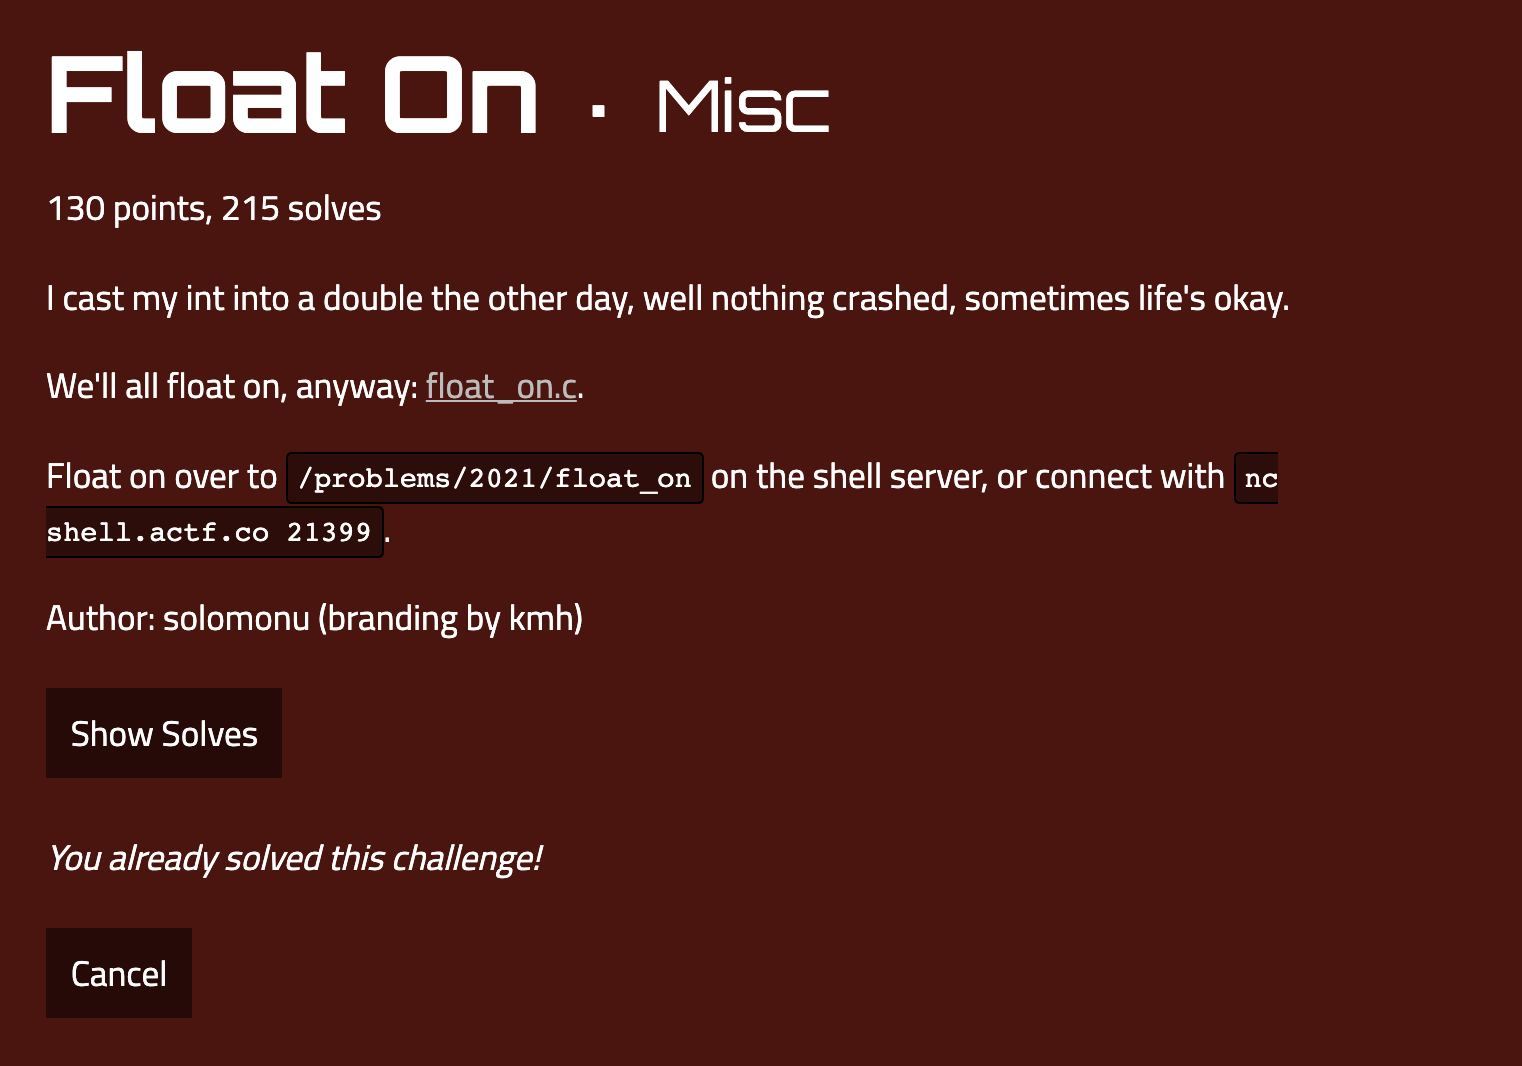 Float On · Misc
130 points, 215 solves
I cast my int into a double the other day, well nothing crashed, sometimes life's okay.
We'll all float on, anyway: float_on.c.
Float on over to /problems/2021/float_on on the shell server, or connect with nc
shell.actf.co 21399.
Author: solomonu (branding by kmh)
Show Solves
You already solved this challenge!
Cancel